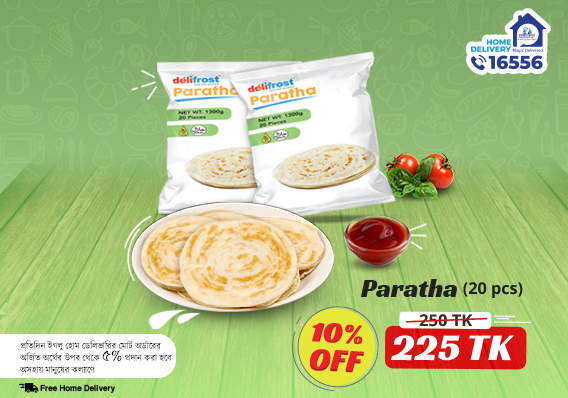 HOME
DELIVERY
Magic Delivered
16556
délifrost
Paratha
NET WT. 1300g
20 Pieces
délifrost
Paratha
NET WT. 1300g
20 Pieces
Paratha (20 pcs)
250 TK
10%
OFF
225 TK
প্রতিদিন ইগলু হোম ডেলিভারির মোট অর্ডারের
অর্জিত অর্থের উপর থেকে ৫% প্রদান করা হবে
অসহায় মানুষের কল্যাণে
Free Home Delivery